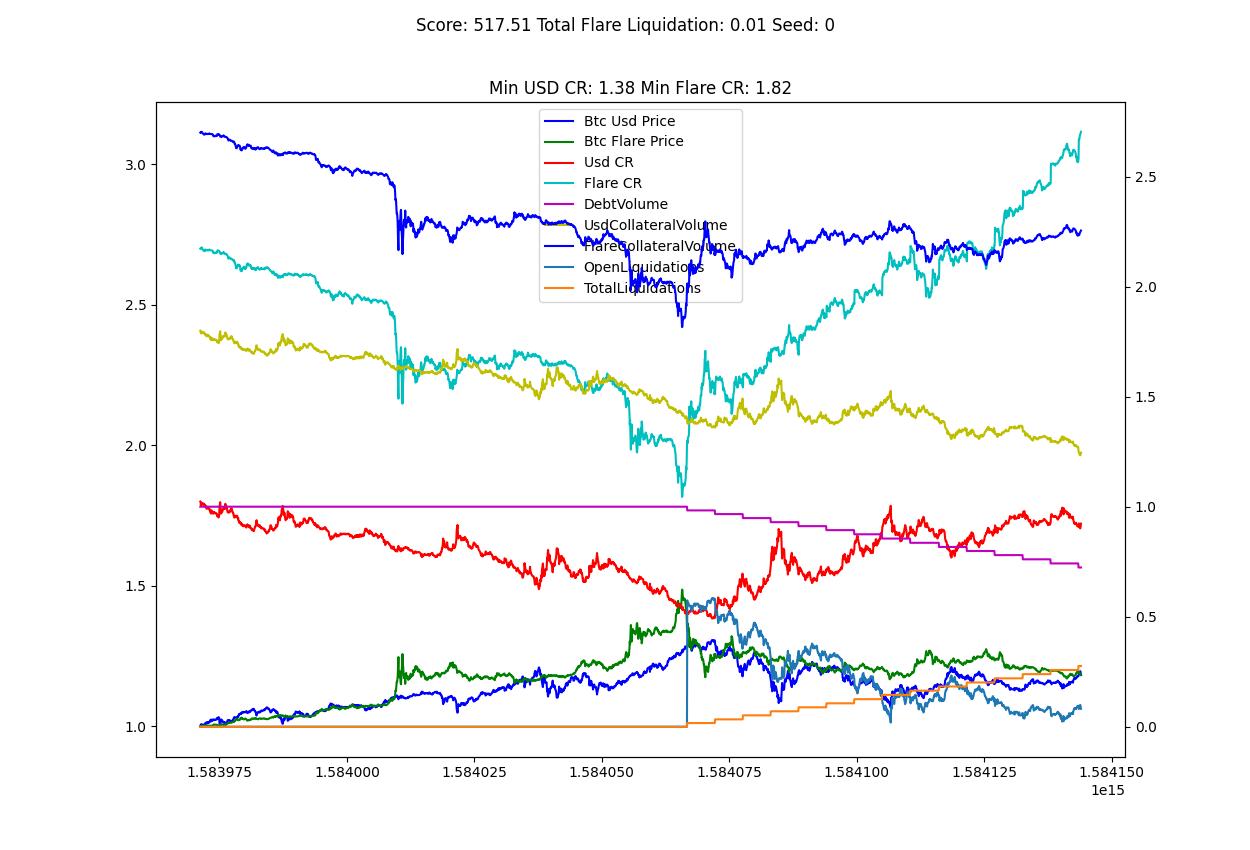 Score: 517.51 Total Flare Liquidation: 0.01 Seed: 0
Min USD CR: 1.38 Min Flare CR: 1.82
Btc Usd Price
Btc Flare Price
Usd CR
Flare CR
DebtVolume
UsdCollateralVolume
FlareCollateralVolume
OpenLiquidations
TotalLiquidations
3.0
2.5
2.0
1.5
1.0
2.5
2.0
1.5
1.0
0.5
0.0
1.583975 1.584000 1.584025 1.584050 1.584075 1.584100 1.584125 1.584150
1e15